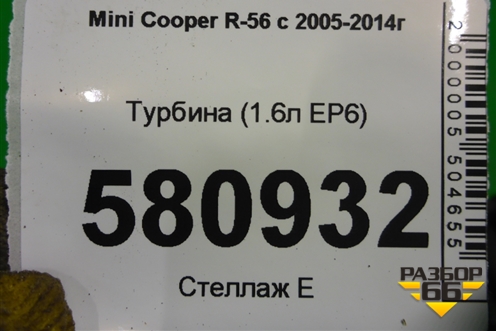 Mini Cooper R-56 с 2005-2014г
Турбина (1.6л EP6)
580932
Стеллаж Е
2000005504655
РАЗБОР
66